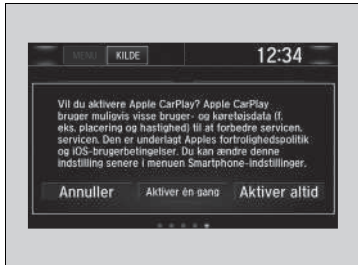 MENU KILDE 12:34
Vil du aktivere Apple CarPlay? Apple CarPlay
bruger muligvis visse bruger- og køretøjsdata (f.
eks. placering og hastighed) til at forbedre servicen.
servicen. Den er underlagt Apples fortrolighedspolitik
og iOS-brugerbetingelser. Du kan ændre denne
indstilling senere i menuen Smartphone-indstillinger.
Annuller Aktiver én gang Aktiver altid